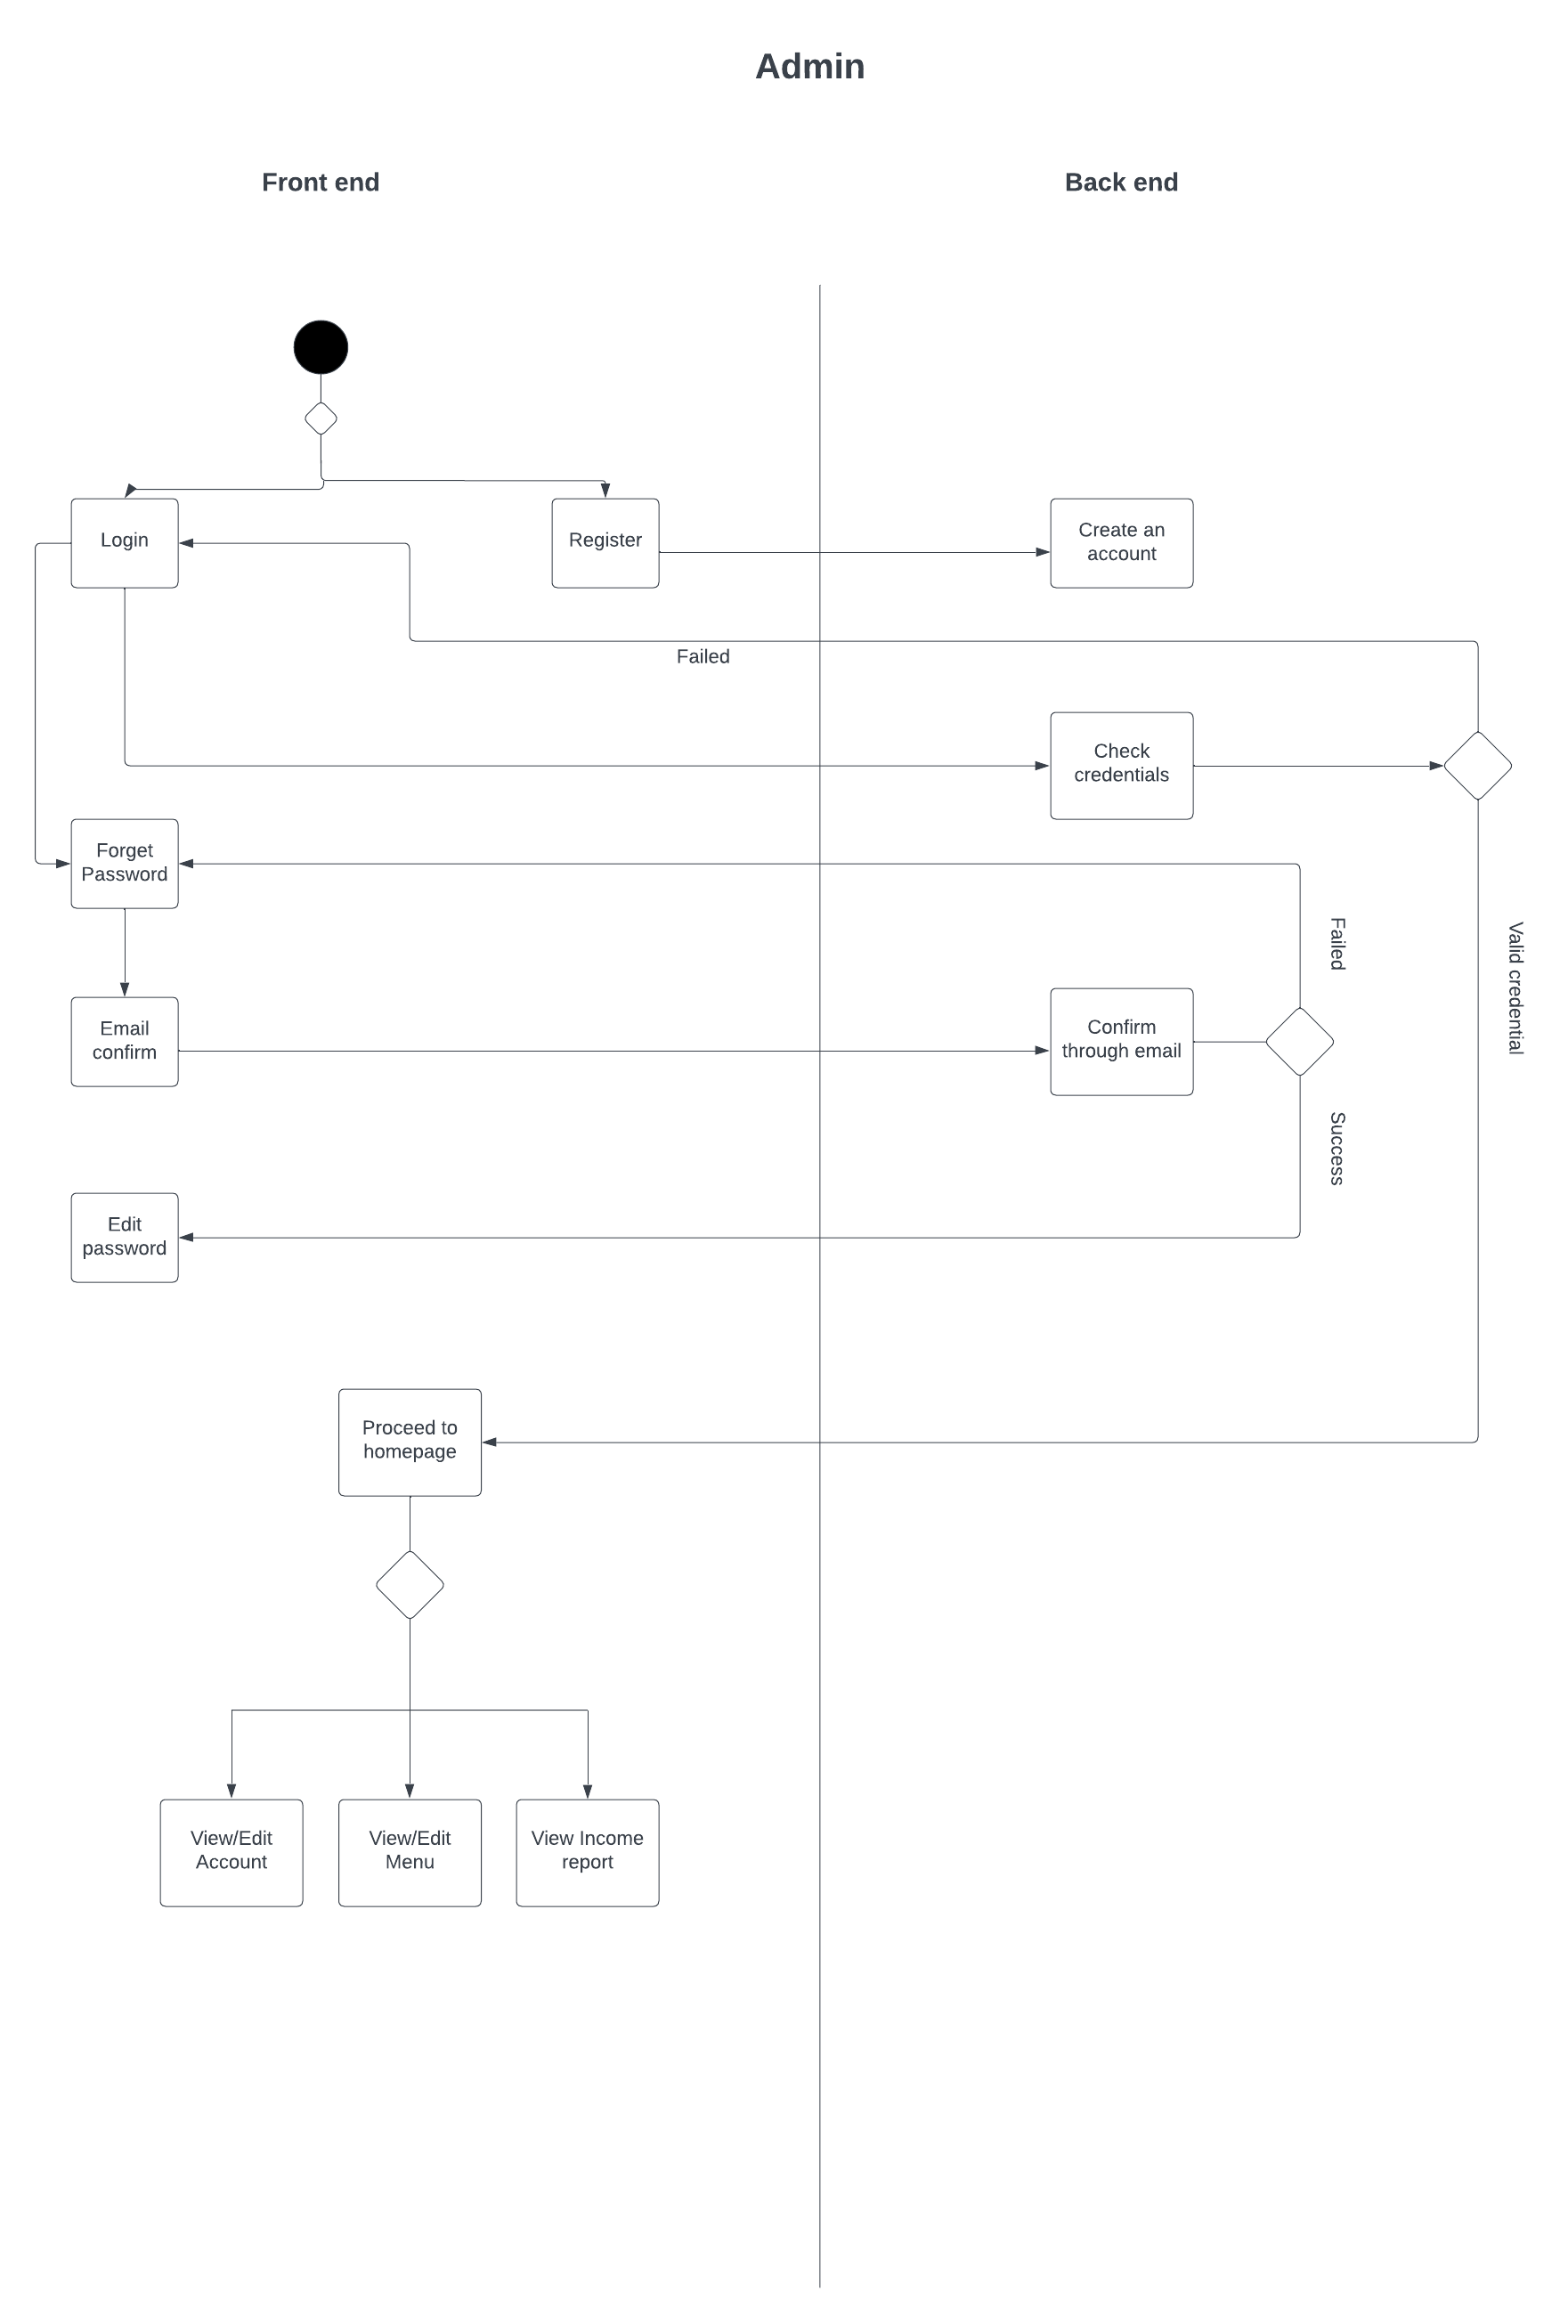 Admin
Front end
Back end
Login
Register
Create an
account
Failed
Check
credentials
Forget
Password
Failed
Valid credential
Email
confirm
Confirm
through email
Success
Edit
password
Proceed to
homepage
View/Edit
Account
View/Edit
Menu
View Income
report